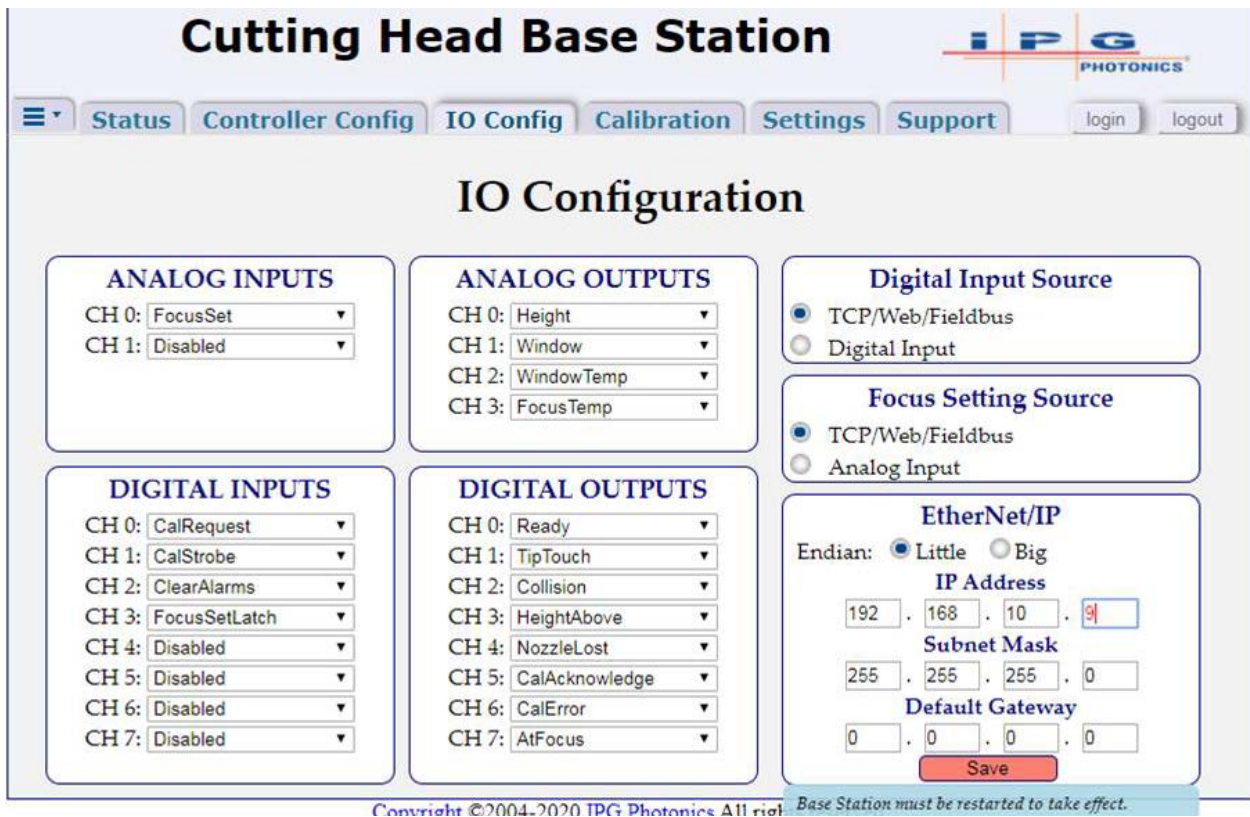 Cutting Head Base Station
IPG
PHOTONICS
Status Controller Config IO Config Calibration Settings Support login logout
IO Configuration
ANALOG INPUTS
CH 0: FocusSet
CH 1: Disabled
ANALOG OUTPUTS
CH 0: Height
CH 1: Window
CH 2: WindowTemp
CH 3: FocusTemp
Digital Input Source
TCP/Web/Fieldbus
Digital Input
Focus Setting Source
TCP/Web/Fieldbus
Analog Input
DIGITAL INPUTS
CH 0: CalRequest
CH 1: CalStrobe
CH 2: ClearAlarms
CH 3: FocusSetLatch
CH 4: Disabled
CH 5: Disabled
CH 6: Disabled
CH 7: Disabled
DIGITAL OUTPUTS
CH 0: Ready
CH 1: TipTouch
CH 2: Collision
CH 3: HeightAbove
CH 4: NozzleLost
CH 5: CalAcknowledge
CH 6: CalError
CH 7: AtFocus
EtherNet/IP
Endian: Little Big
IP Address
192 . 168 . 10 . 9
Subnet Mask
255 . 255 . 255 . 0
Default Gateway
0 . 0 . 0 . 0
Save
Base Station must be restarted to take effect.
Copyright ©2004-2020 IPG Photonics All